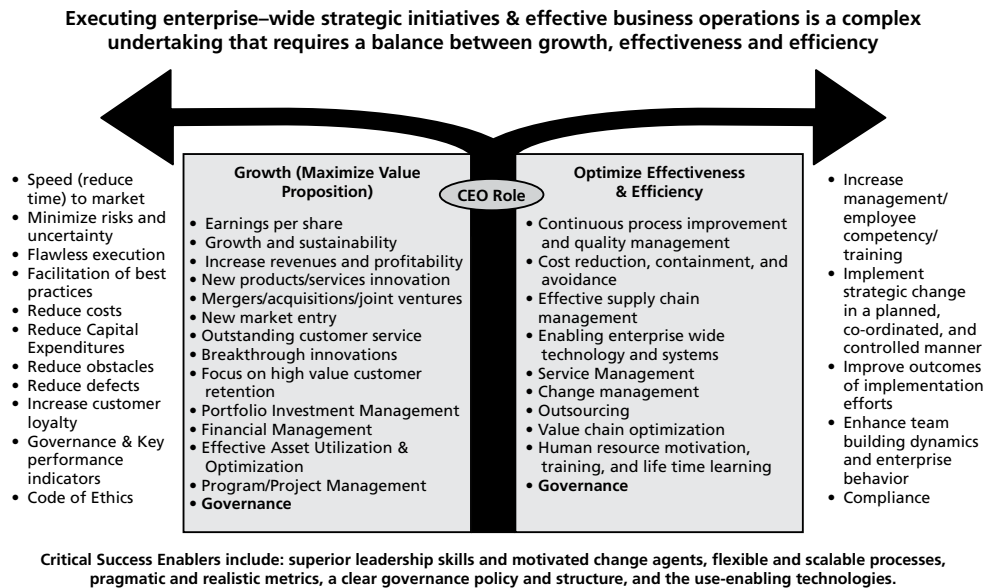 Executing enterprise–wide strategic initiatives & effective business operations is a complex
undertaking that requires a balance between growth, effectiveness and efficiency
• Speed (reduce
time) to market
• Minimize risks and
uncertainty
• Flawless execution
• Facilitation of best
practices
• Reduce costs
• Reduce Capital
Expenditures
• Reduce obstacles
• Reduce defects
• Increase customer
loyalty
• Governance & Key
performance
indicators
• Code of Ethics
Growth (Maximize Value
Proposition)
• Earnings per share
• Growth and sustainability
• Increase revenues and profitability
• New products/services innovation
• Mergers/acquisitions/joint ventures
• New market entry
• Outstanding customer service
• Breakthrough innovations
• Focus on high value customer
retention
• Portfolio Investment Management
• Financial Management
• Effective Asset Utilization &
Optimization
• Program/Project Management
• Governance
CEO Role
Optimize Effectiveness
& Efficiency
• Continuous process improvement
and quality management
• Cost reduction, containment, and
avoidance
• Effective supply chain
management
• Enabling enterprise wide
technology and systems
• Service Management
• Change management
• Outsourcing
• Value chain optimization
• Human resource motivation,
training, and life time learning
• Governance
• Increase
management/
employee
competency/
training
• Implement
strategic change
in a planned,
co-ordinated, and
controlled manner
• Improve outcomes
of implementation
efforts
• Enhance team
building dynamics
and enterprise
behavior
• Compliance
Critical Success Enablers include: superior leadership skills and motivated change agents, flexible and scalable processes,
pragmatic and realistic metrics, a clear governance policy and structure, and the use-enabling technologies.